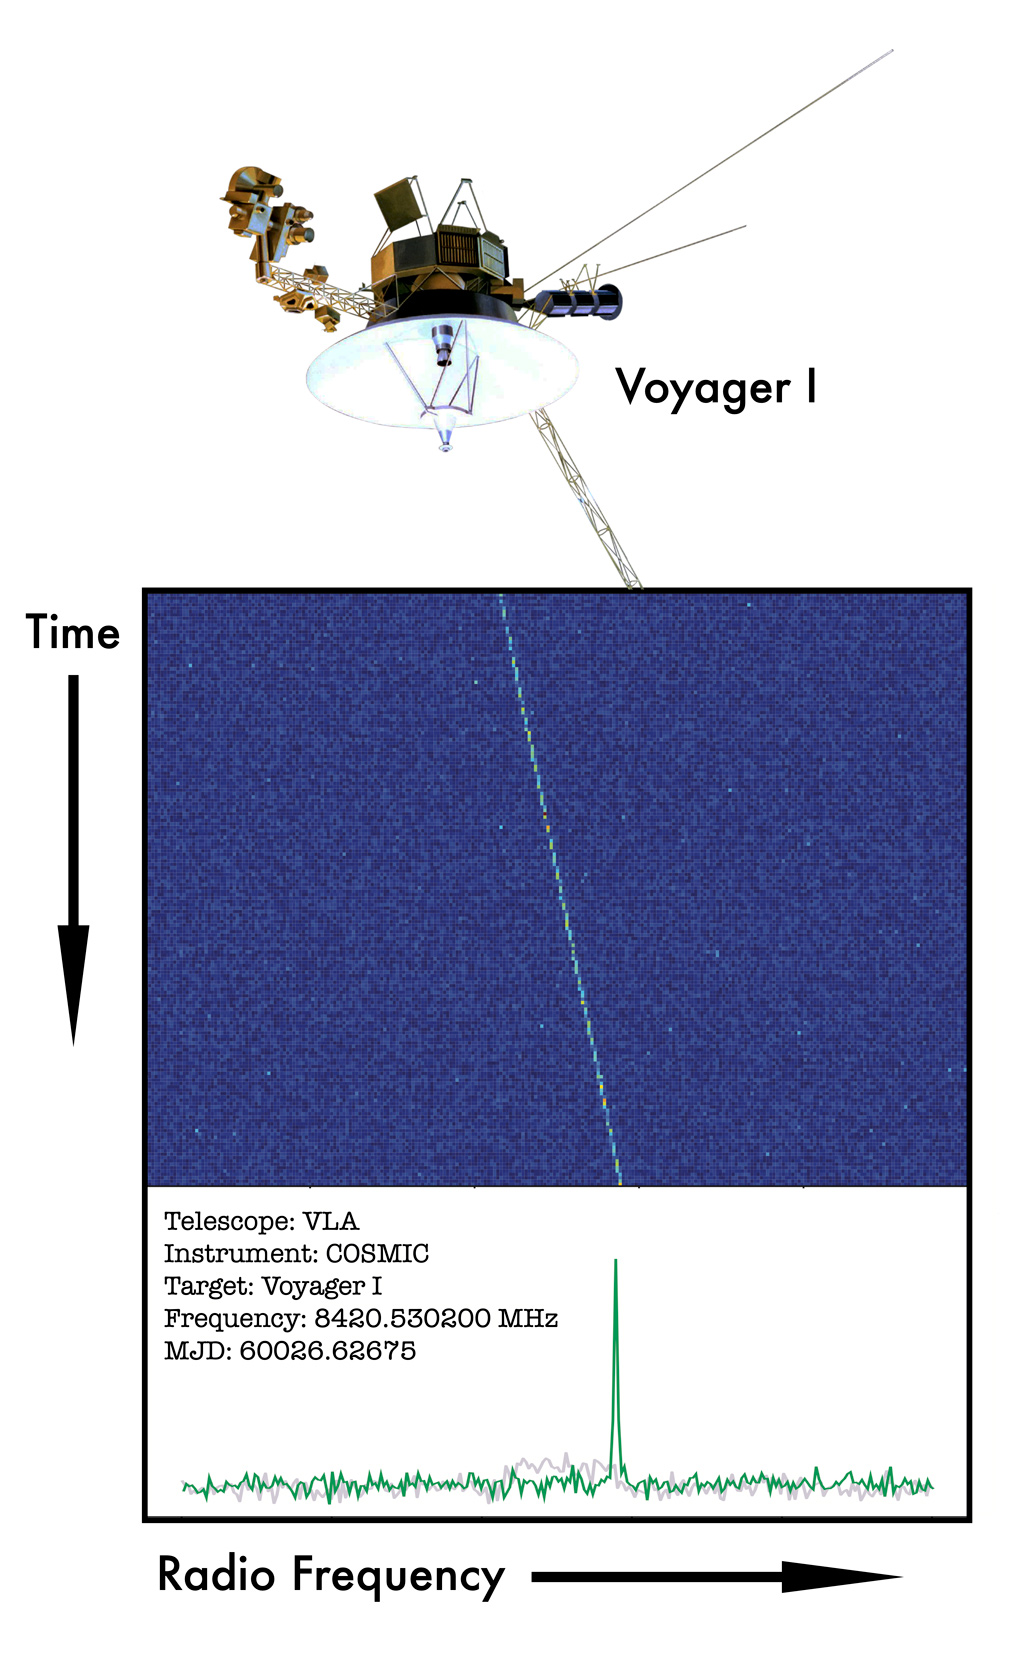 Voyager I
Time
Telescope: VLA
Instrument: COSMIC
Target: Voyager I
Frequency: 8420.530200 MHz
MJD: 60026.62675
Radio Frequency